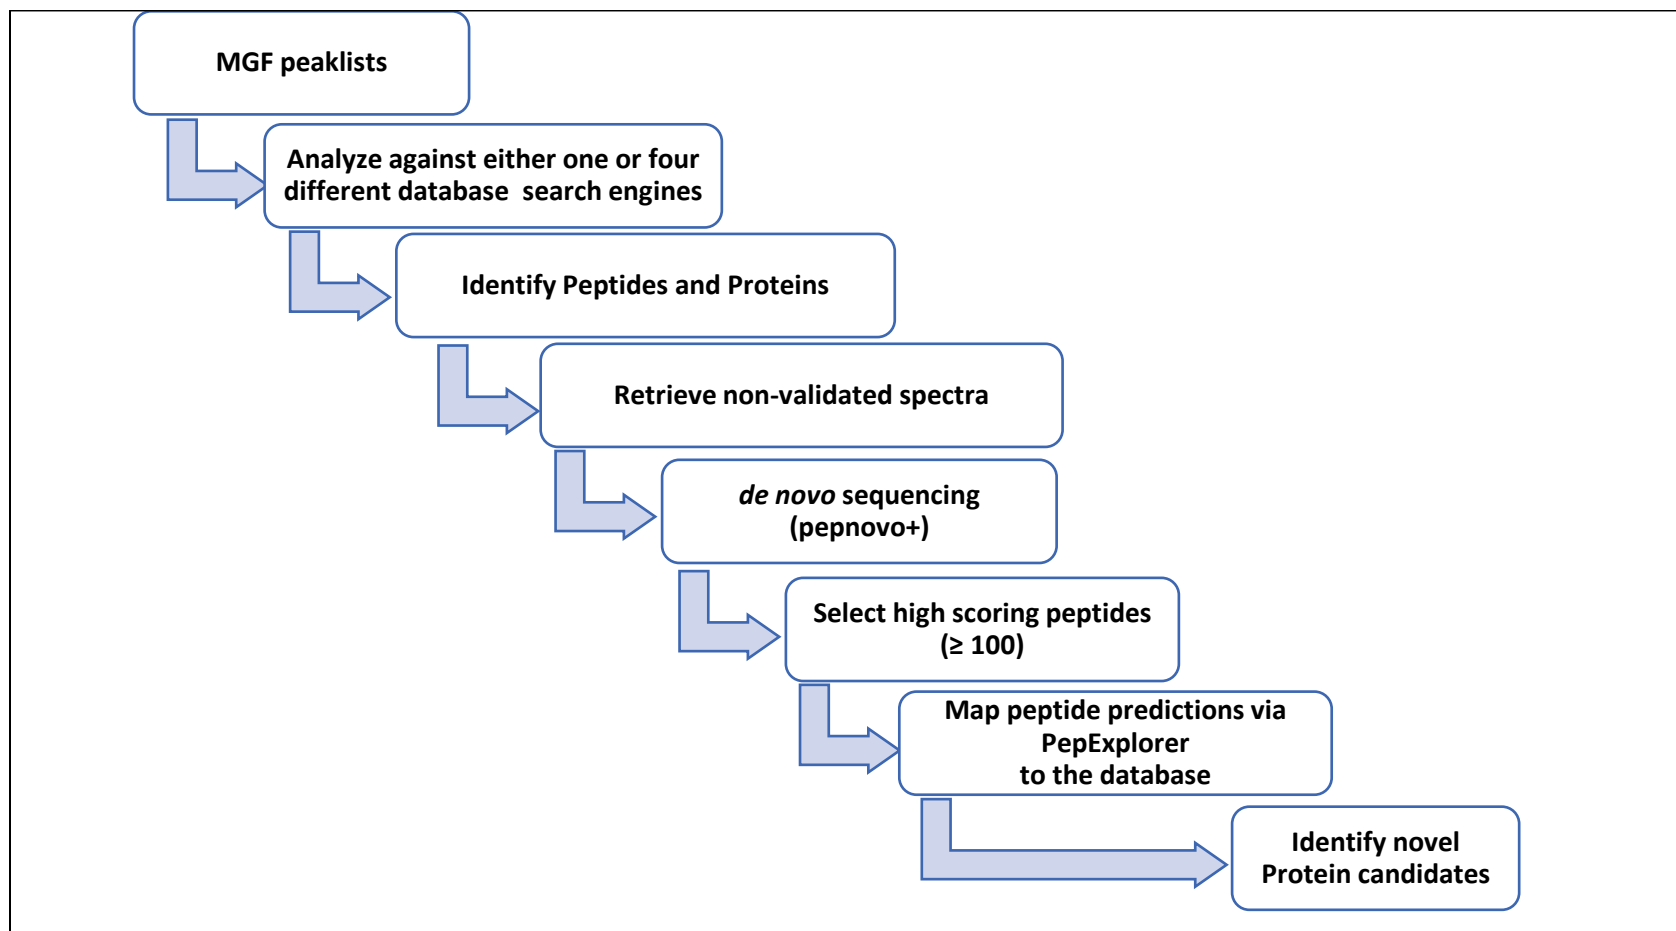 MGF peaklists
Analyze against either one or four
different database  search engines
Identify Peptides and Proteins
Retrieve non-validated spectra
de novo sequencing
(pepnovo+)
Select high scoring peptides
(≥ 100)
Map peptide predictions via
PepExplorer
to the database
Identify novel
Protein candidates